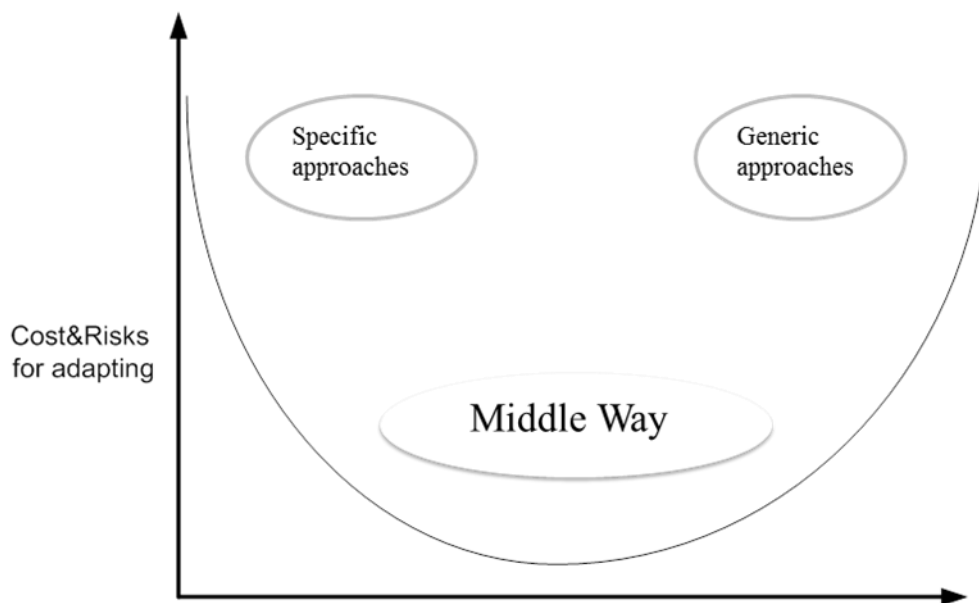 Specific
approaches
Generic
approaches
Cost&Risks
for adapting
Middle Way